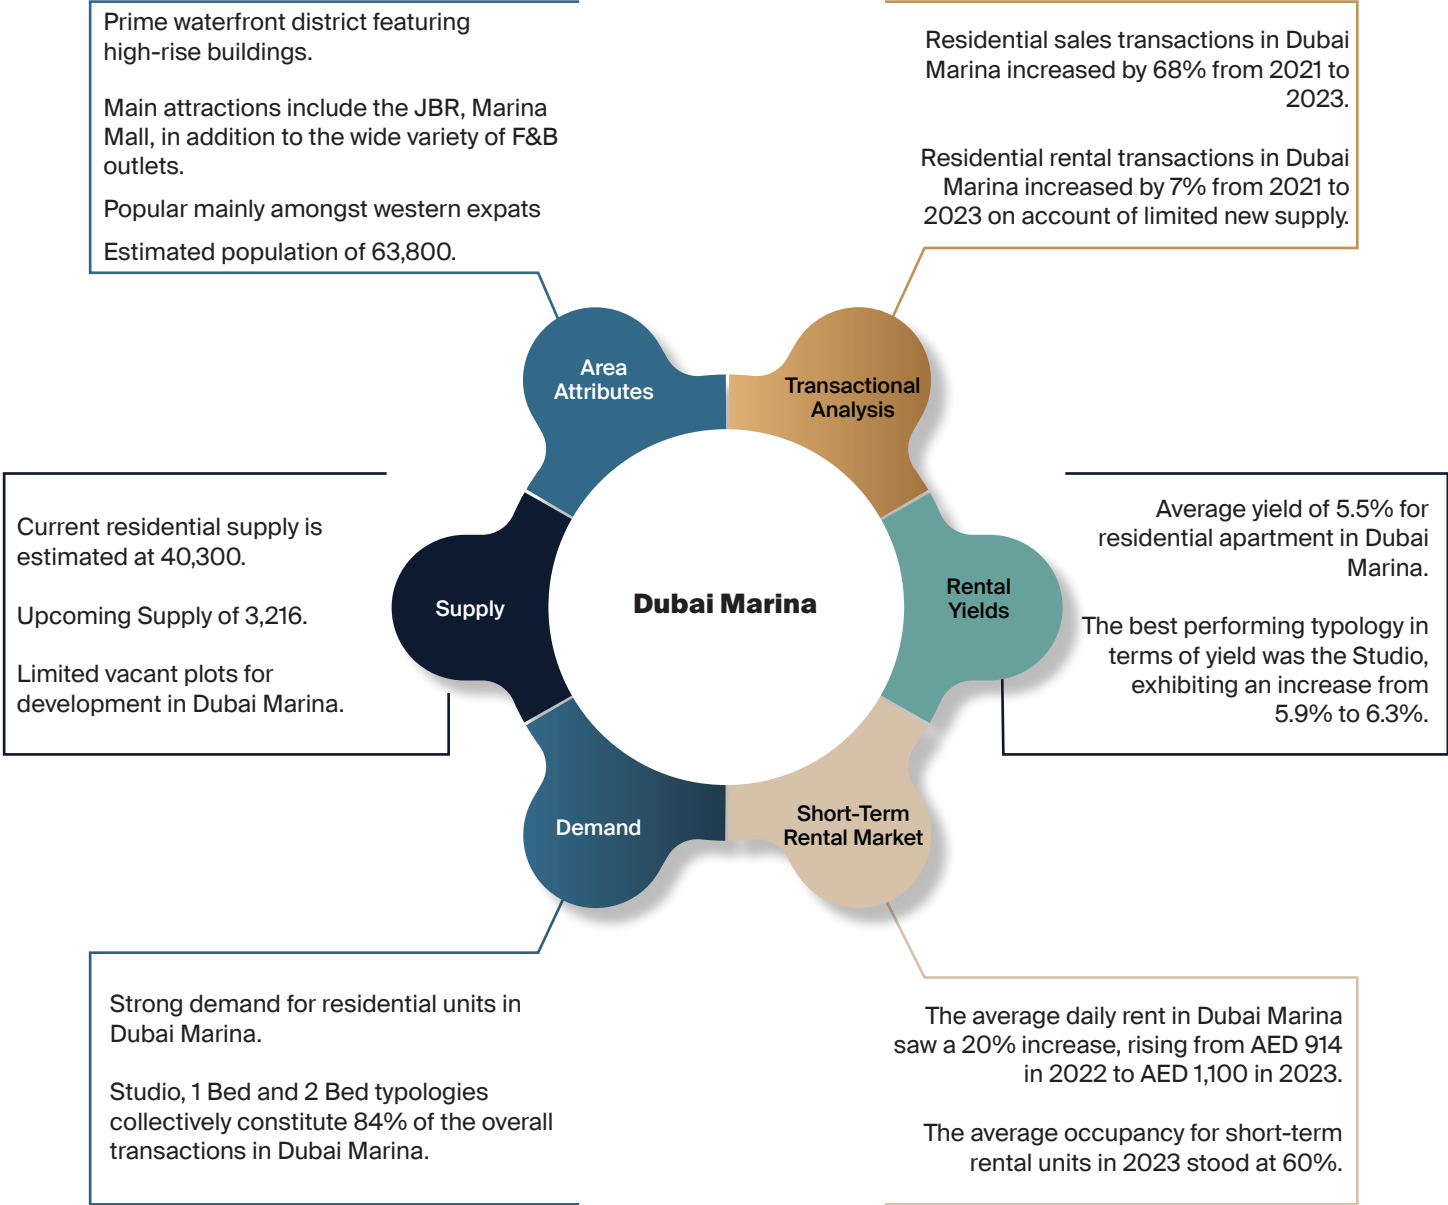 Prime waterfront district featuring
high-rise buildings.
Main attractions include the JBR, Marina
Mall, in addition to the wide variety of F&B
outlets.
Popular mainly amongst western expats
Estimated population of 63,800.
Residential sales transactions in Dubai
Marina increased by 68% from 2021 to
2023.
Residential rental transactions in Dubai
Marina increased by 7% from 2021 to
2023 on account of limited new supply.
Area
Attributes
Transactional
Analysis
Current residential supply is
estimated at 40,300.
Upcoming Supply of 3,216.
Limited vacant plots for
development in Dubai Marina.
Supply
Dubai Marina
Rental
Yields
Average yield of 5.5% for
residential apartment in Dubai
Marina.
The best performing typology in
terms of yield was the Studio,
exhibiting an increase from
5.9% to 6.3%.
Demand
Short-Term
Rental Market
Strong demand for residential units in
Dubai Marina.
Studio, 1 Bed and 2 Bed typologies
collectively constitute 84% of the overall
transactions in Dubai Marina.
The average daily rent in Dubai Marina
saw a 20% increase, rising from AED 914
in 2022 to AED 1,100 in 2023.
The average occupancy for short-term
rental units in 2023 stood at 60%.